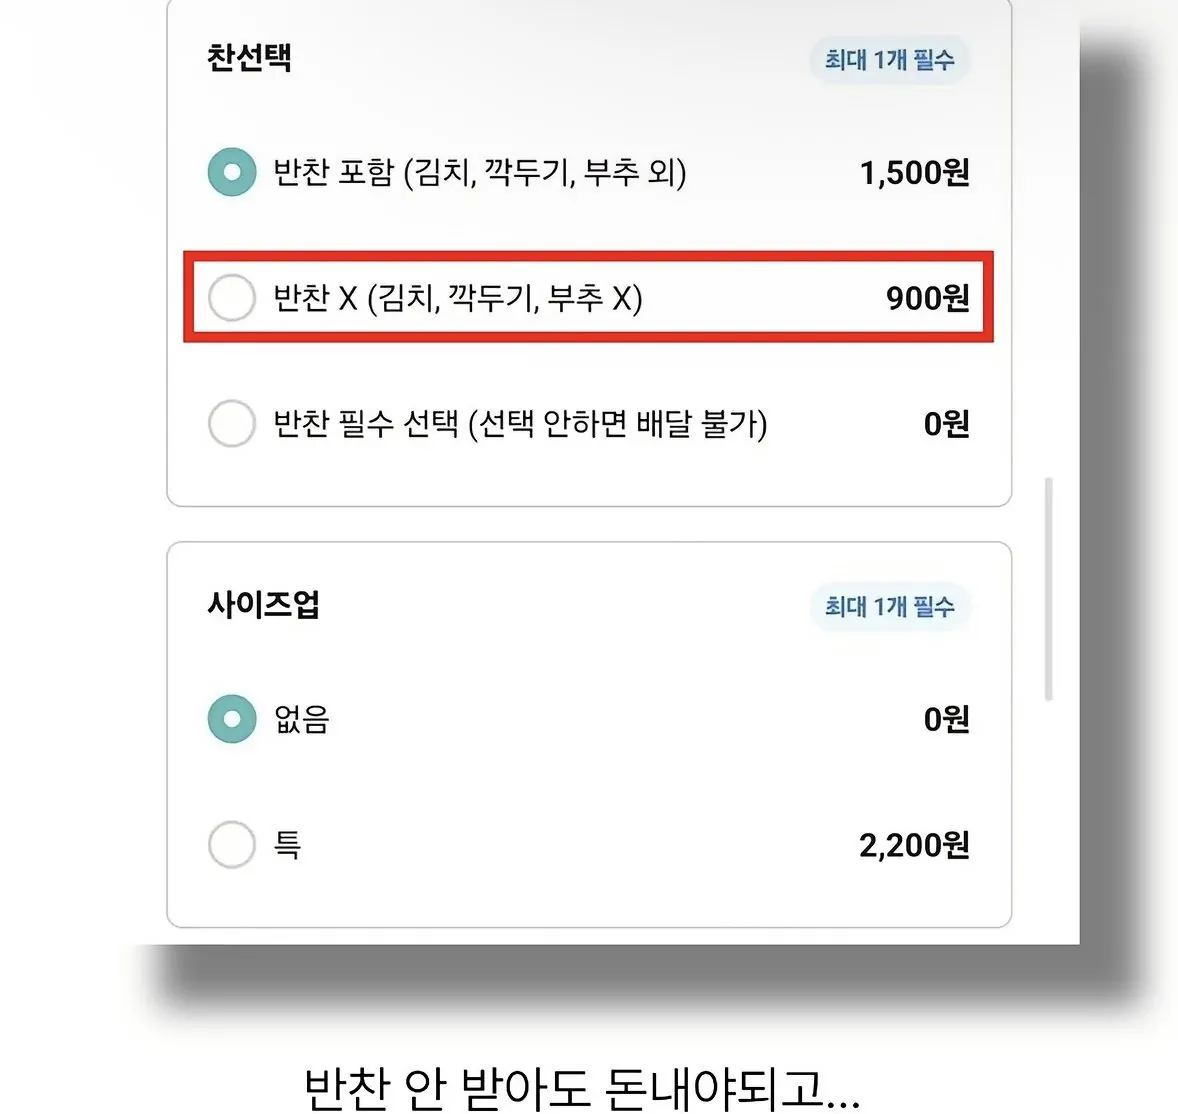 찬선택
최대 1개 필수
반찬 포함 (김치, 깍두기, 부추 외)
1,500원
반찬 X (김치, 깍두기, 부추 X)
900원
반찬 필수 선택 (선택 안하면 배달 불가)
0원
사이즈업
최대 1개 필수
없음
0원
특
2,200원
반찬 안 받아도 돈내야되고...